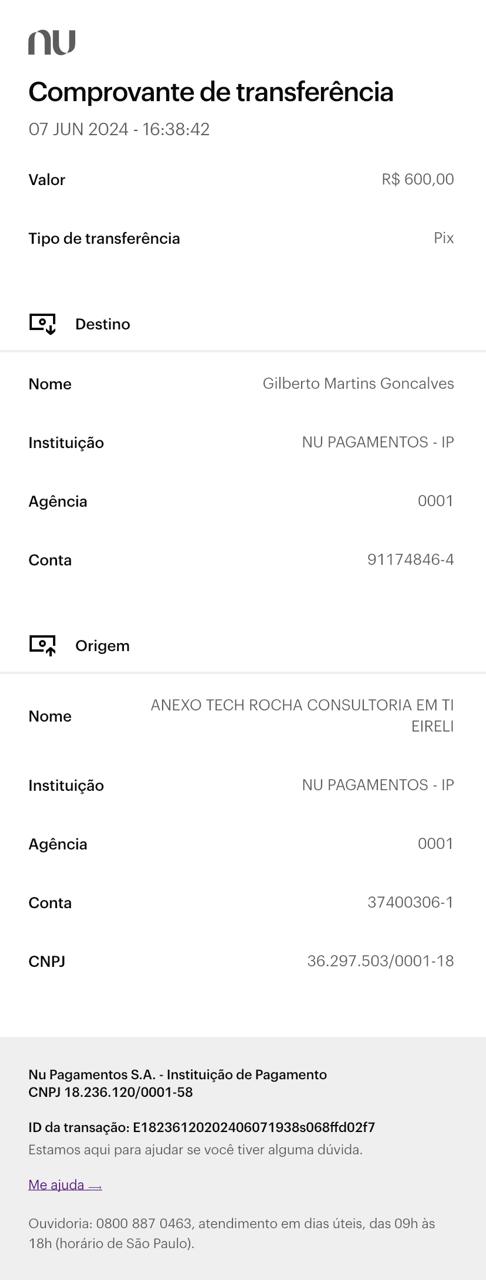 nu
Comprovante de transferência
07 JUN 2024 - 16:38:42
Valor R$ 600,00
Tipo de transferência Pix
Destino
Nome Gilberto Martins Goncalves
Instituição NU PAGAMENTOS - IP
Agência 0001
Conta 91174846-4
Origem
Nome ANEXO TECH ROCHA CONSULTORIA EM TI
EIRELI
Instituição NU PAGAMENTOS - IP
Agência 0001
Conta 37400306-1
CNPJ 36.297.503/0001-18
Nu Pagamentos S.A. - Instituição de Pagamento
CNPJ 18.236.120/0001-58
ID da transação: E18236120202406071938s068ffd02f7
Estamos aqui para ajudar se você tiver alguma dúvida.
Me ajuda →
Ouvidoria: 0800 887 0463, atendimento em dias úteis, das 09h às
18h (horário de São Paulo).